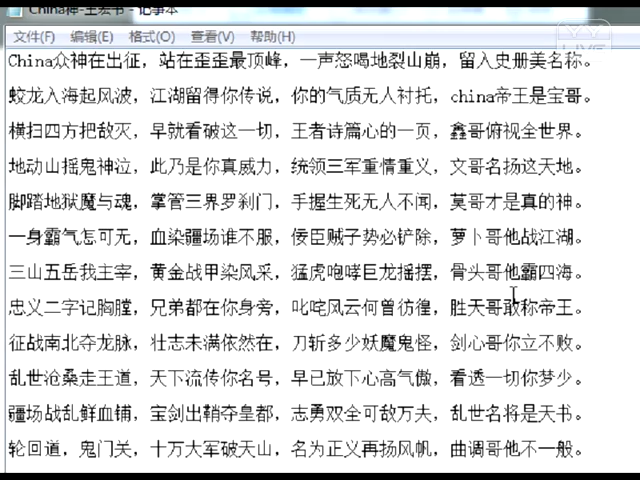 China神-王宏书 - 记事本
文件(F) 编辑(E) 格式(O) 查看(V) 帮助(H)
YY LIVE
China众神在出征，站在歪歪最顶峰，一声怒喝地裂山崩，留入史册美名称。
蛟龙入海起风波，江湖留得你传说，你的气质无人衬托，china帝王是宝哥。
横扫四方把敌灭，早就看破这一切，王者诗篇心的一页，鑫哥俯视全世界。
地动山摇鬼神泣，此乃是你真威力，统领三军重情重义，文哥名扬这天地。
脚踏地狱魔与魂，掌管三界罗刹门，手握生死无人不闻，莫哥才是真的神。
一身霸气怎可无，血染疆场谁不服，倭臣贼子势必铲除，萝卜哥他战江湖。
三山五岳我主宰，黄金战甲染风采，猛虎咆哮巨龙摇摆，骨头哥他霸四海。
忠义二字记胸膛，兄弟都在你身旁，叱咤风云何曾彷徨，胜天哥敢称帝王。
征战南北夺龙脉，壮志未满依然在，刀斩多少妖魔鬼怪，剑心哥你立不败。
乱世沧桑走王道，天下流传你名号，早已放下心高气傲，看透一切你梦少。
疆场战乱鲜血铺，宝剑出鞘夺皇都，志勇双全可敌万夫，乱世名将是天书。
轮回道，鬼门关，十万大军破天山，名为正义再扬风帆，曲调哥他不一般。